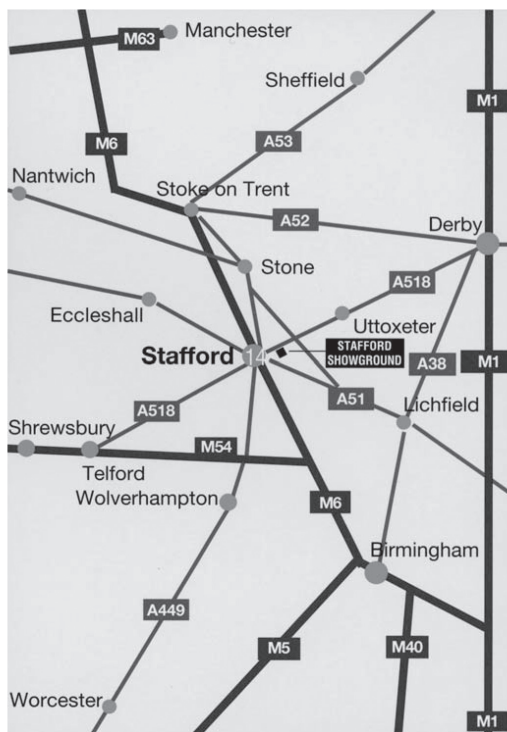 M63
Manchester
Sheffield
M1
M6
A53
Nantwich
Stoke on Trent
A52
Derby
Stone
A518
Eccleshall
Uttoxeter
Stafford
14
STAFFORD
SHOWGROUND
A38
M1
A51
A518
Lichfield
Shrewsbury
M54
Telford
Wolverhampton
M6
Birmingham
A449
M5
M40
Worcester
M1